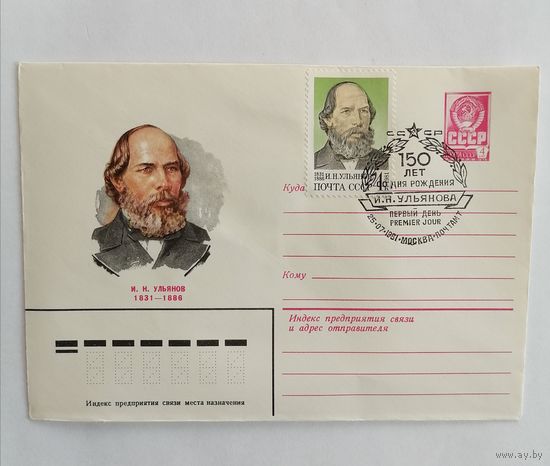 И. Н. УЛЬЯНОВ
1831—1886
1831
1886
И.Н.УЛЬЯНОВ
ПОЧТА СССР
4к
СССР
СССР
150
ЛЕТ
СО ДНЯ РОЖДЕНИЯ
И.Н. УЛЬЯНОВА
ПЕРВЫЙ ДЕНЬ
PREMIER JOUR
25-07-1981·МОСКВА·ПОЧТАМТ
Куда
Кому
Индекс предприятия связи
и адрес отправителя
Индекс предприятия связи места назначения
www.ay.by